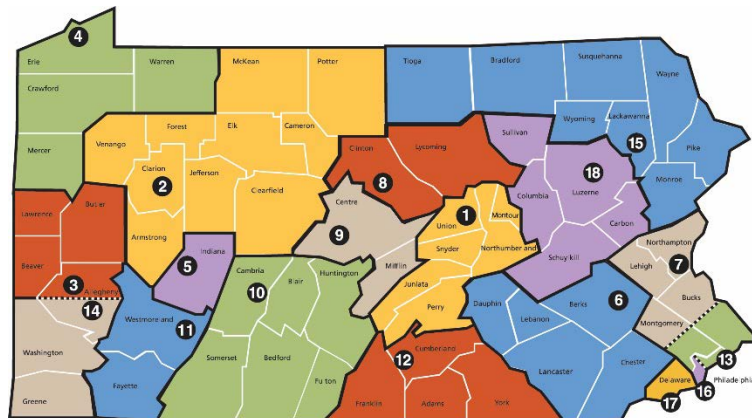 4
Erie
Warren
McKean
Potter
Tioga
Bradford
Susquehanna
Wayne
Crawford
Mercer
Venango
Forest
Elk
Cameron
Clarion
2
Jefferson
Clearfield
Armstrong
Clinton
Lycoming
8
Sullivan
Wyoming
Lackawanna
15
Pike
Monroe
Lawrence
Butler
Beaver
3
Allegheny
14
Indiana
5
Centre
9
Mifflin
1
Union
Montour
Snyder
Northumberland
Juniata
Perry
Columbia
18
Luzerne
Carbon
Schuylkill
Northampton
7
Lehigh
Bucks
Montgomery
Washington
Greene
Westmoreland
11
Fayette
Cambria
10
Blair
Huntington
Somerset
Bedford
Fulton
12
Cumberland
Franklin
Adams
York
Dauphin
Lebanon
Berks
6
Lancaster
Chester
13
Delaware
17
16
Philadelphia